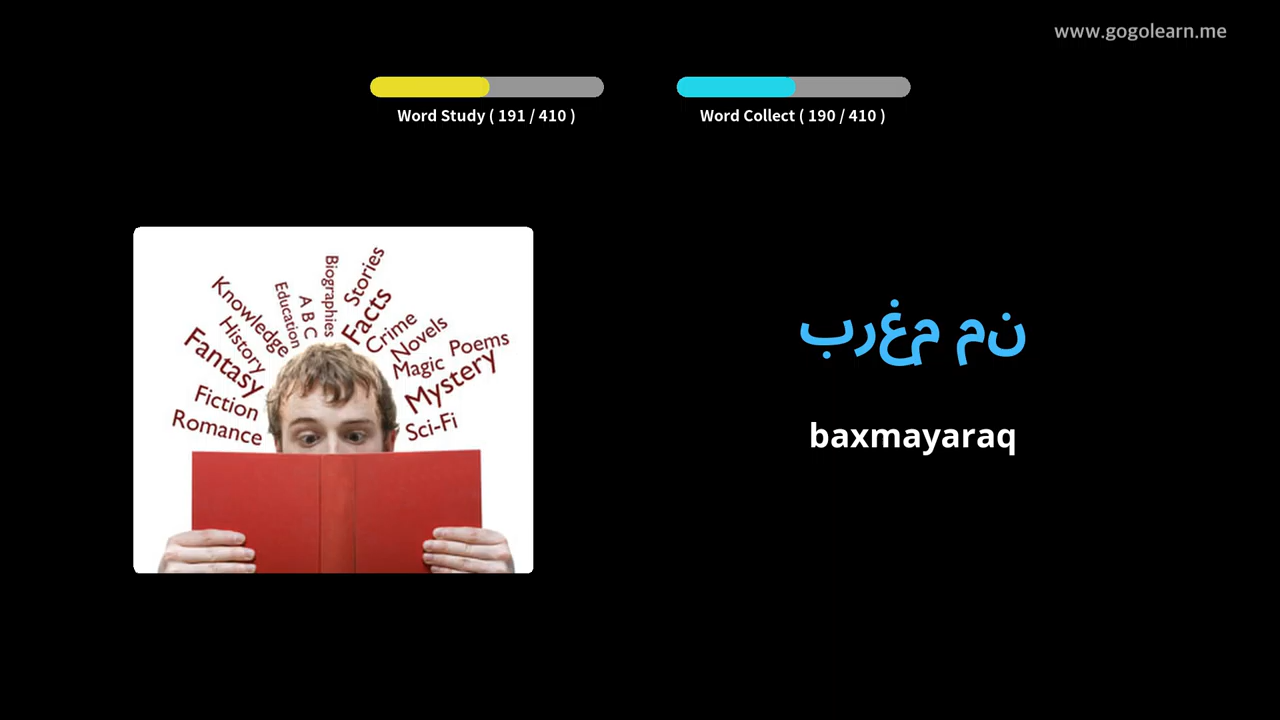 www.gogolearn.me
Word Study ( 191 / 410 )
Word Collect ( 190 / 410 )
Knowledge
History
Fantasy
Fiction
Romance
Education
A B C
Biographies
Stories
Facts
Crime
Novels
Magic
Poems
Mystery
Sci-Fi
برغم من
baxmayaraq